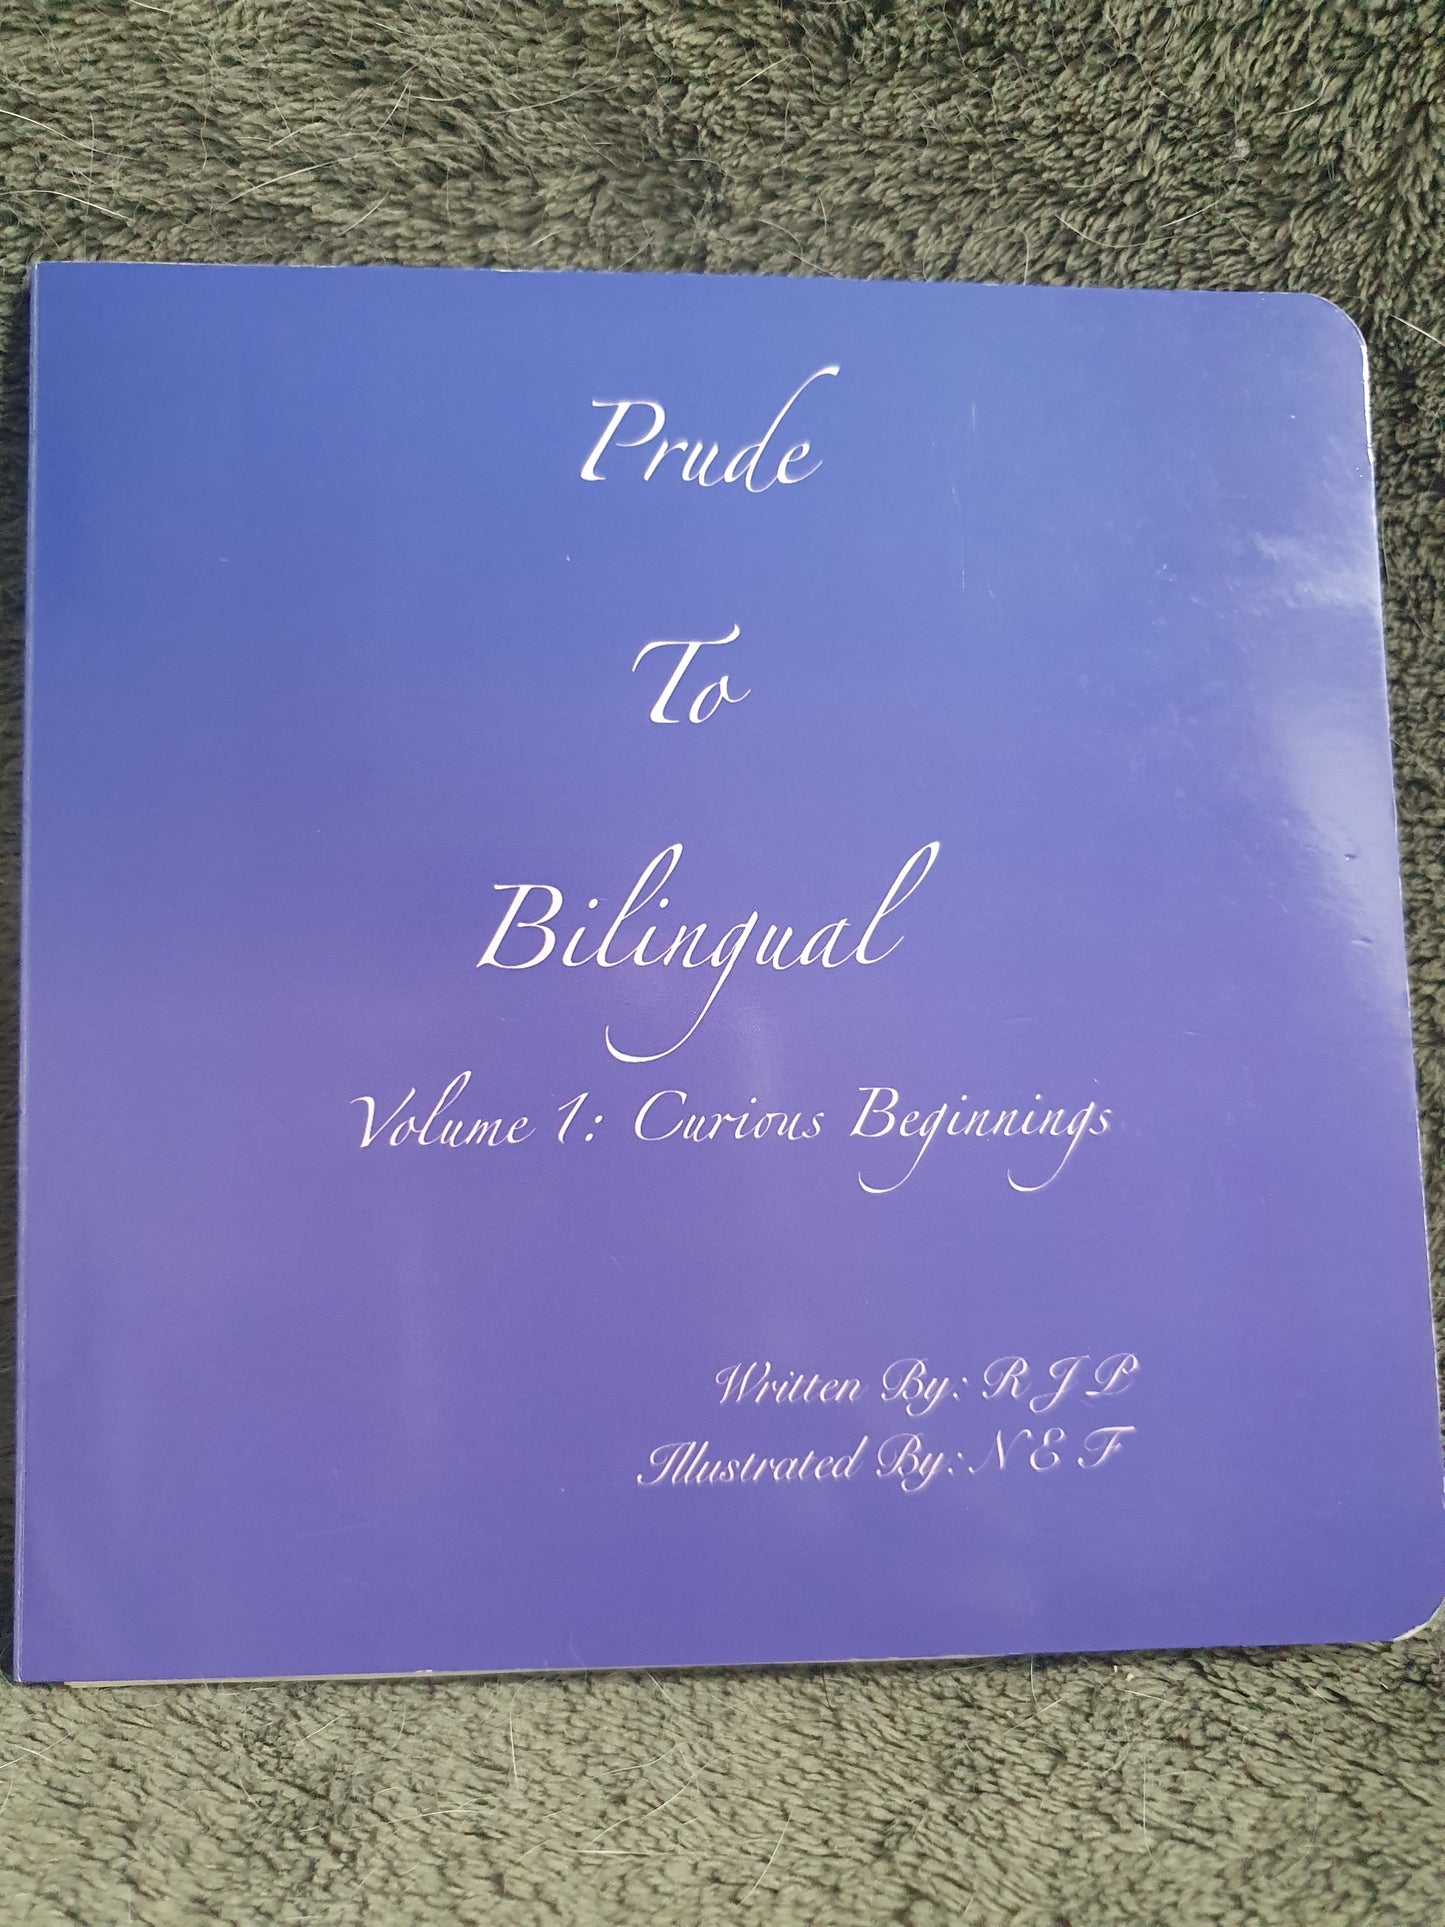 Prude
To
Bilingual
Volume 1: Curious Beginnings
Written By: R J P
Illustrated By: N E F